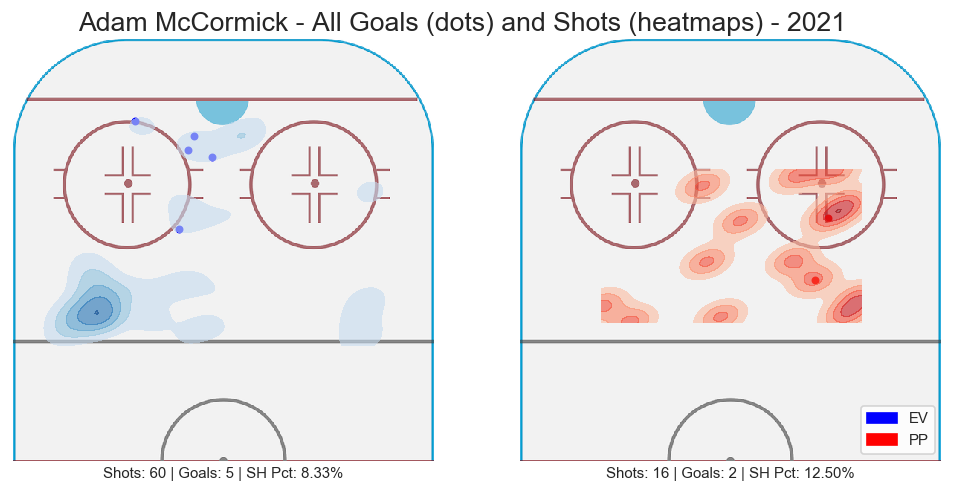 Adam McCormick - All Goals (dots) and Shots (heatmaps) - 2021
EV
PP
Shots: 60 | Goals: 5 | SH Pct: 8.33%
Shots: 16 | Goals: 2 | SH Pct: 12.50%